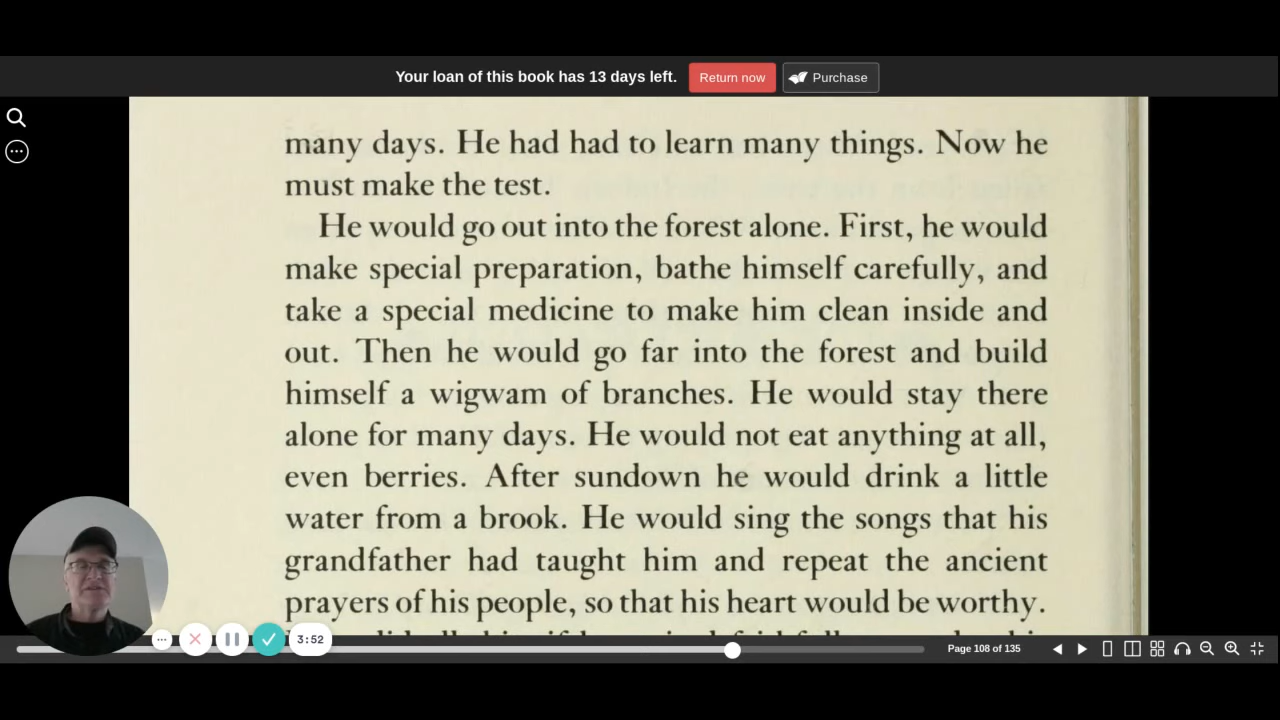 Your loan of this book has 13 days left. Return now Purchase
many days. He had had to learn many things. Now he
must make the test.
He would go out into the forest alone. First, he would
make special preparation, bathe himself carefully, and
take a special medicine to make him clean inside and
out. Then he would go far into the forest and build
himself a wigwam of branches. He would stay there
alone for many days. He would not eat anything at all,
even berries. After sundown he would drink a little
water from a brook. He would sing the songs that his
grandfather had taught him and repeat the ancient
prayers of his people, so that his heart would be worthy.
3:52
Page 108 of 135